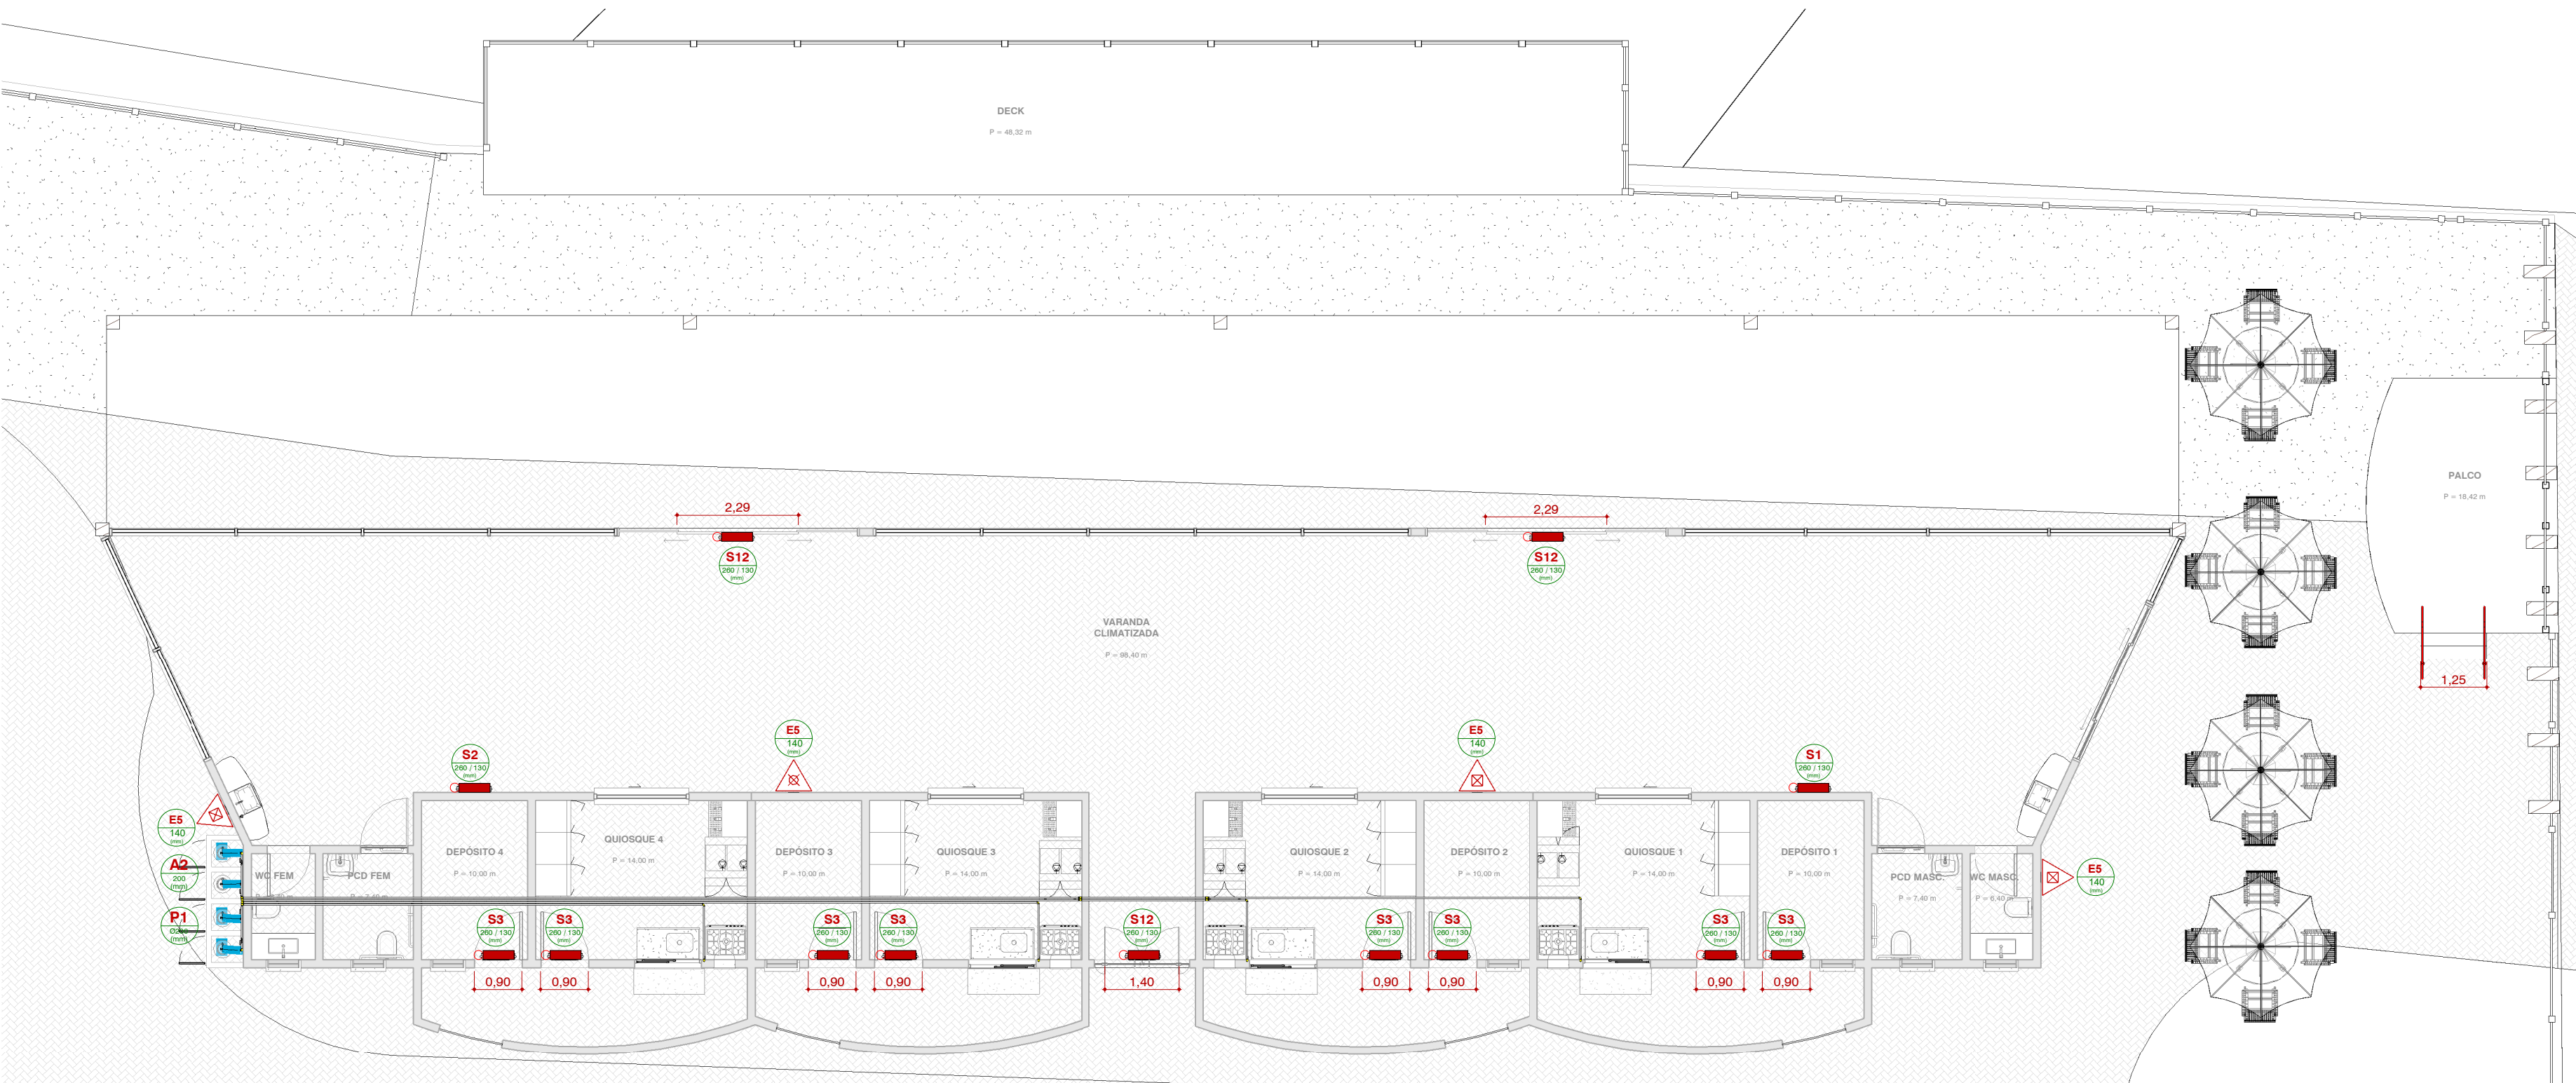 DECK
P = 48,32 m
PALCO
P = 18,42 m
2,29
2,29
S12
260 / 130
(mm)
S12
260 / 130
(mm)
VARANDA
CLIMATIZADA
P = 98,40 m
1,25
E5
140
(mm)
E5
140
(mm)
S2
260 / 130
(mm)
S1
260 / 130
(mm)
E5
140
(mm)
A2
200
(mm)
P1
(mm)
WC FEM
PCD FEM
P = 7,40 m
DEPÓSITO 4
P = 10,00 m
QUIOSQUE 4
P = 14,00 m
DEPÓSITO 3
P = 10,00 m
QUIOSQUE 3
P = 14,00 m
QUIOSQUE 2
P = 14,00 m
DEPÓSITO 2
P = 10,00 m
QUIOSQUE 1
P = 14,00 m
DEPÓSITO 1
P = 10,00 m
PCD MASC.
P = 7,40 m
WC MASC.
P = 6,40 m
E5
140
(mm)
S3
260 / 130
(mm)
S3
260 / 130
(mm)
S3
260 / 130
(mm)
S3
260 / 130
(mm)
S12
260 / 130
(mm)
S3
260 / 130
(mm)
S3
260 / 130
(mm)
S3
260 / 130
(mm)
S3
260 / 130
(mm)
0,90
0,90
0,90
0,90
1,40
0,90
0,90
0,90
0,90